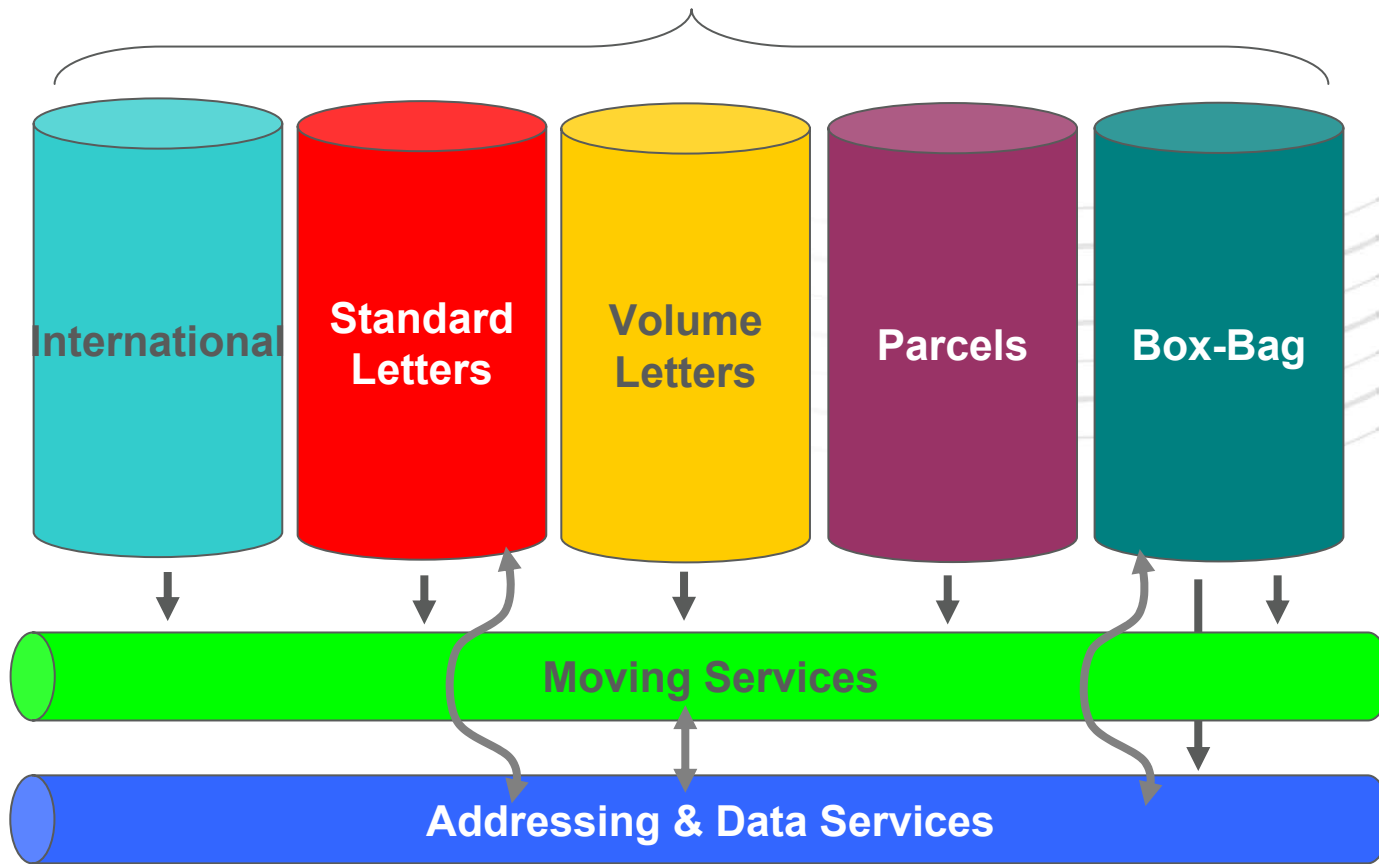 International
Standard
Letters
Volume
Letters
Parcels
Box-Bag
Moving Services
Addressing & Data Services